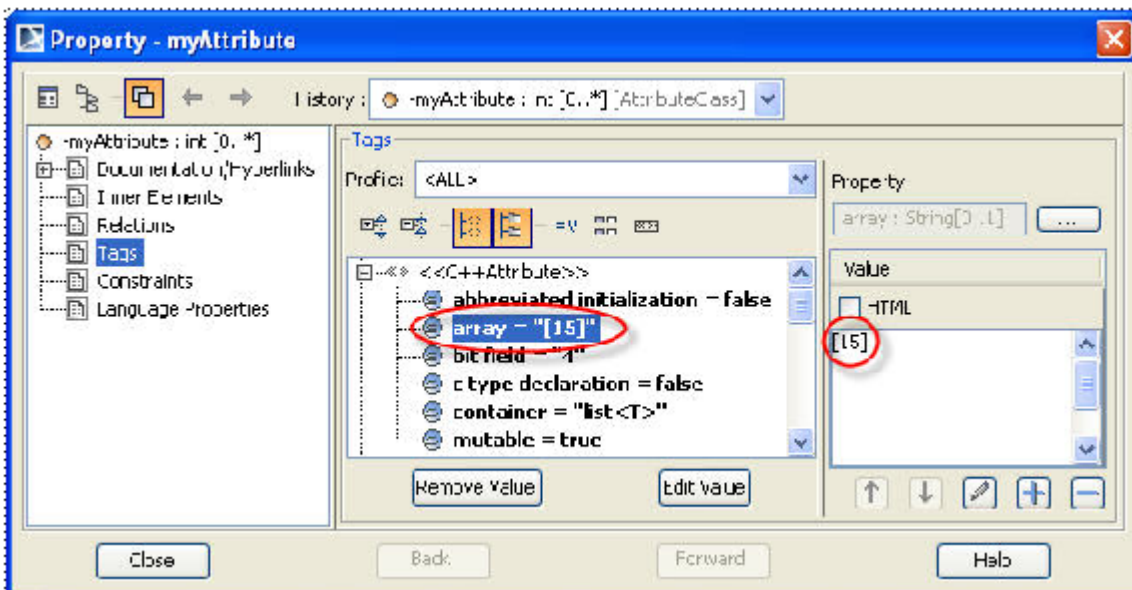 Property - myAttribute
History : -myAttribute : int [0..*] [AttributeClass]
-myAttribute : int [0..*]
Documentation/Hyperlinks
Inner Elements
Relations
Tags
Constraints
Language Properties
Tags
Profile: <ALL>
<<C++Attribute>>
abbreviated initialization = false
array = "[15]"
bit field = "4"
c type declaration = false
container = "list<T>"
mutable = true
Remove Value
Edit Value
Property
array : String[0..1]
...
Value
HTML
[15]
Close
Back
Forward
Help